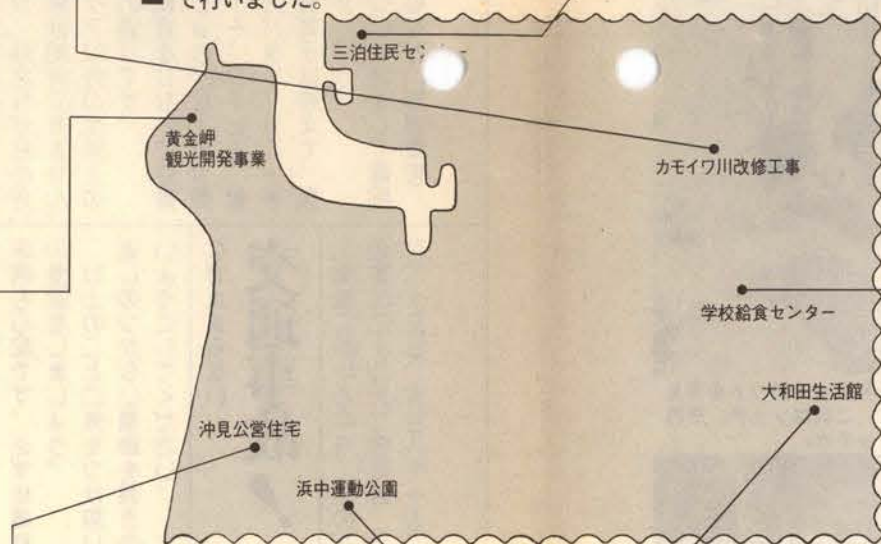 で行いました。
三泊住民セン
黄金岬
観光開発事業
カモイワ川改修工事
学校給食センター
大和田生活館
沖見公営住宅
浜中運動公園